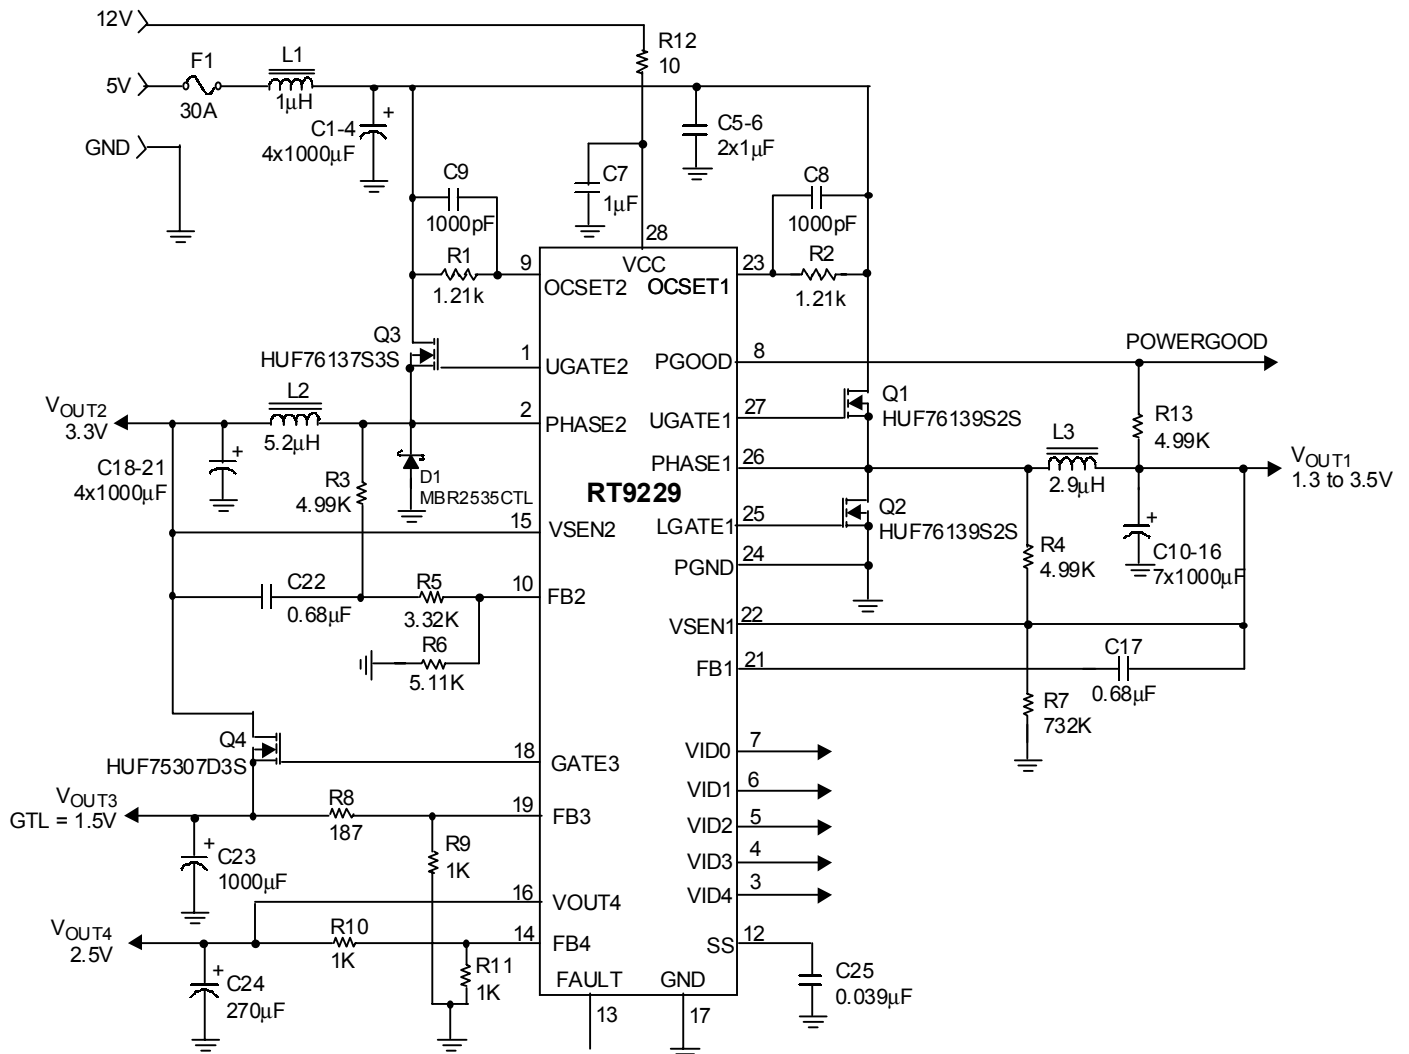 12V
R12
10
F1
L1
5V
30A
1μH
C1-4
4x1000μF
C5-6
2x1μF
GND
C9
1000pF
C7
1μF
C8
1000pF
28
VCC
R1
1.21k
9
OCSET2
OCSET1
23
R2
1.21k
Q3
HUF76137S3S
1
UGATE2
PGOOD
8
POWERGOOD
VOUT2
3.3V
L2
5.2μH
2
PHASE2
UGATE1
27
Q1
HUF76139S2S
R13
4.99K
C18-21
4x1000μF
R3
4.99K
D1
MBR2535CTL
PHASE1
26
L3
2.9μH
VOUT1
1.3 to 3.5V
RT9229
15
VSEN2
LGATE1
25
Q2
HUF76139S2S
PGND
24
R4
4.99K
C10-16
7x1000μF
C22
0.68μF
R5
3.32K
10
FB2
R6
5.11K
VSEN1
22
FB1
21
C17
0.68μF
R7
732K
Q4
HUF75307D3S
18
GATE3
VID0
7
VID1
6
VID2
5
VID3
4
VID4
3
VOUT3
GTL = 1.5V
R8
187
19
FB3
C23
1000μF
R9
1K
16
VOUT4
VOUT4
2.5V
R10
1K
14
FB4
SS
12
C24
270μF
R11
1K
FAULT
GND
13
17
C25
0.039μF